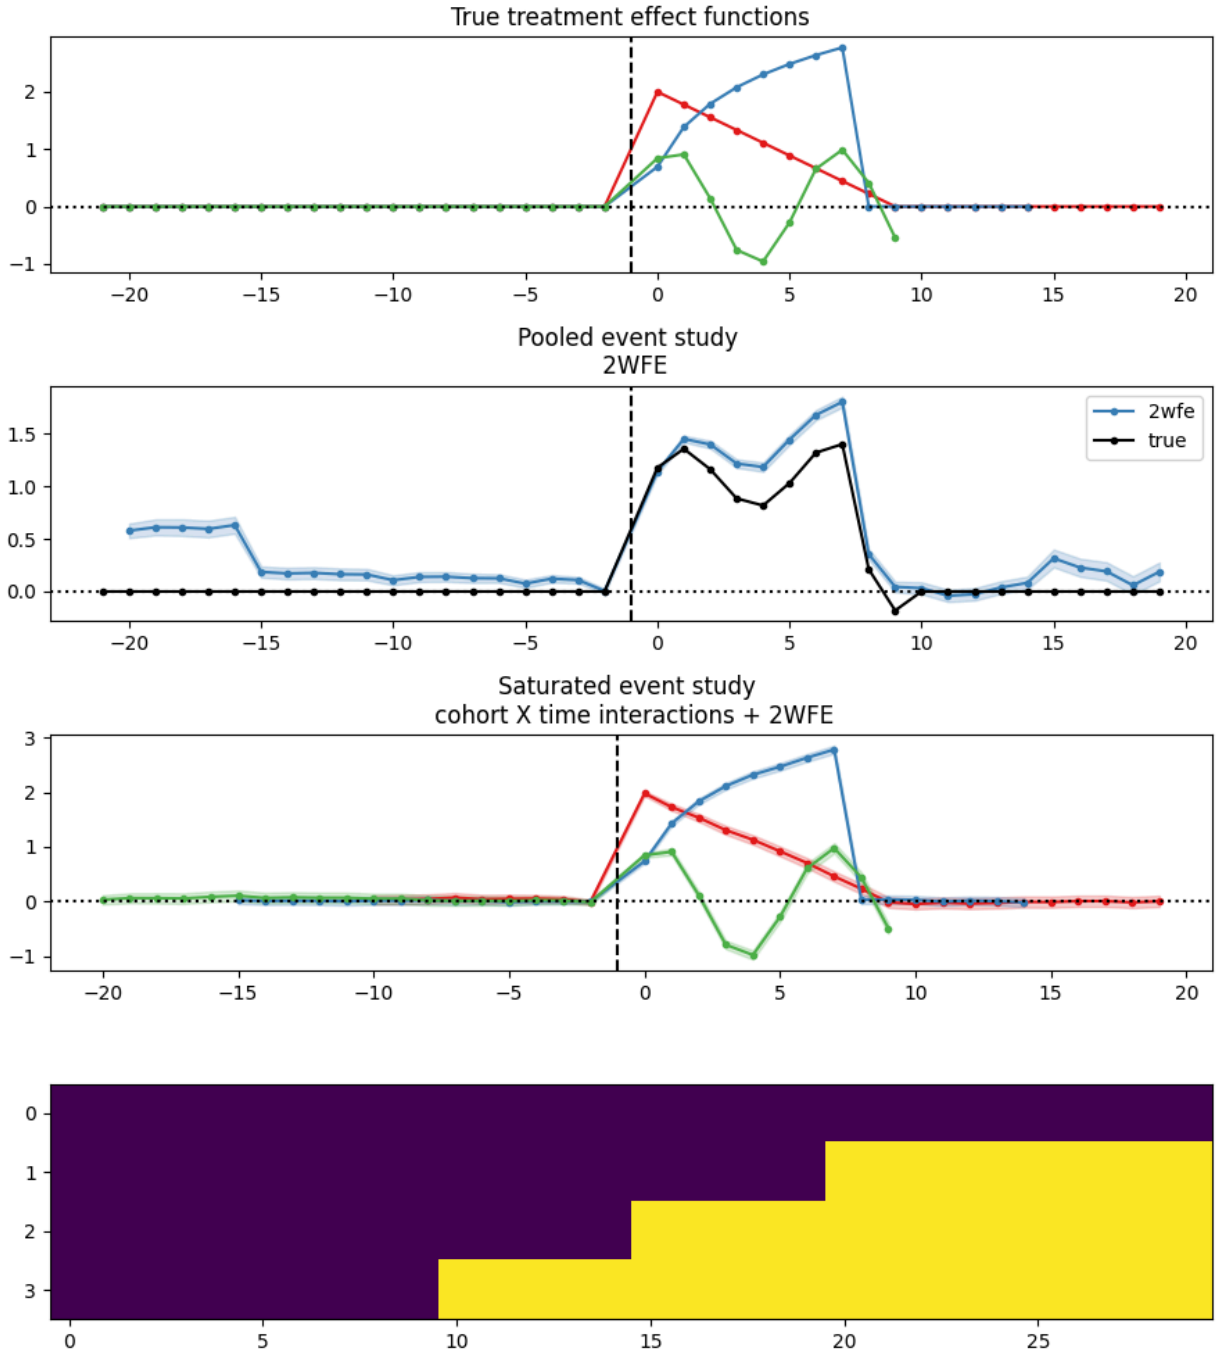 True treatment effect functions
2
1
0
−1
−20 −15 −10 −5 0 5 10 15 20
Pooled event study
2WFE
1.5
1.0
0.5
0.0
2wfe
true
−20 −15 −10 −5 0 5 10 15 20
Saturated event study
cohort X time interactions + 2WFE
3
2
1
0
−1
−20 −15 −10 −5 0 5 10 15 20
0
1
2
3
0 5 10 15 20 25